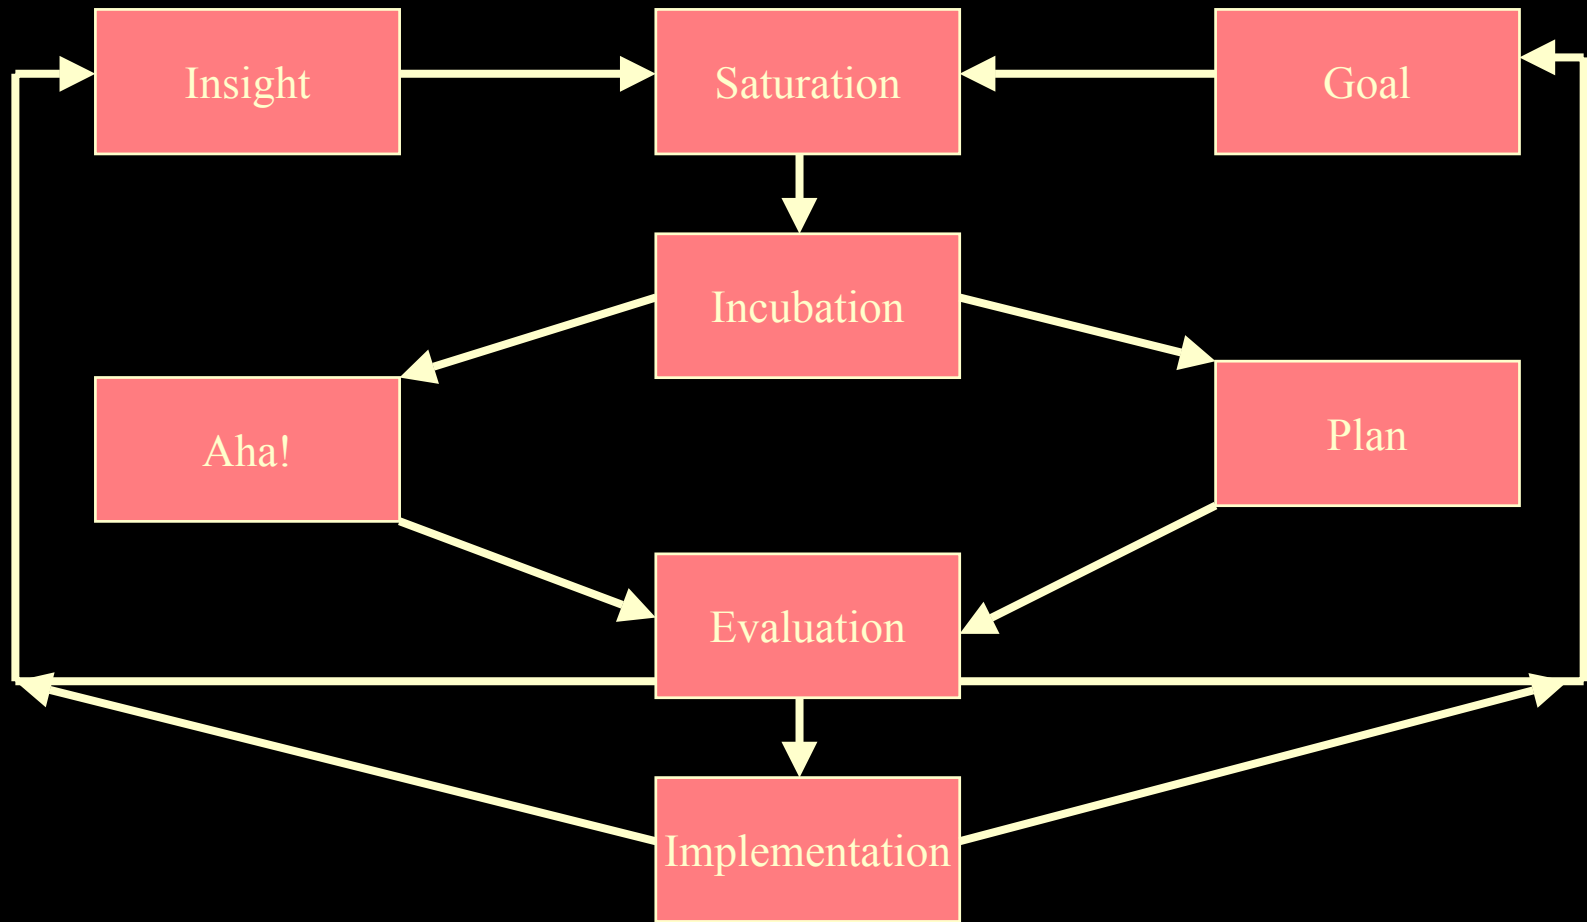 Insight
Saturation
Goal
Incubation
Aha!
Plan
Evaluation
Implementation